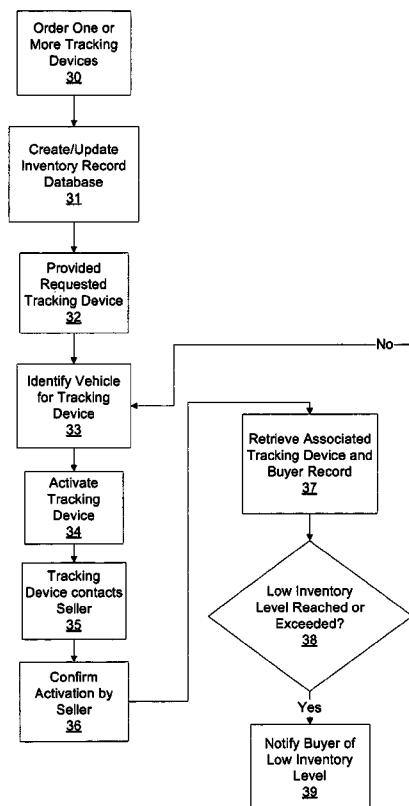 Order One or
More Tracking
Devices
30
Create/Update
Inventory Record
Database
31
Provided
Requested
Tracking Device
32
Identify Vehicle
for Tracking
Device
33
Activate
Tracking
Device
34
Tracking
Device contacts
Seller
35
Confirm
Activation by
Seller
36
No
Retrieve Associated
Tracking Device and
Buyer Record
37
Low Inventory
Level Reached or
Exceeded?
38
Yes
Notify Buyer of
Low Inventory
Level
39